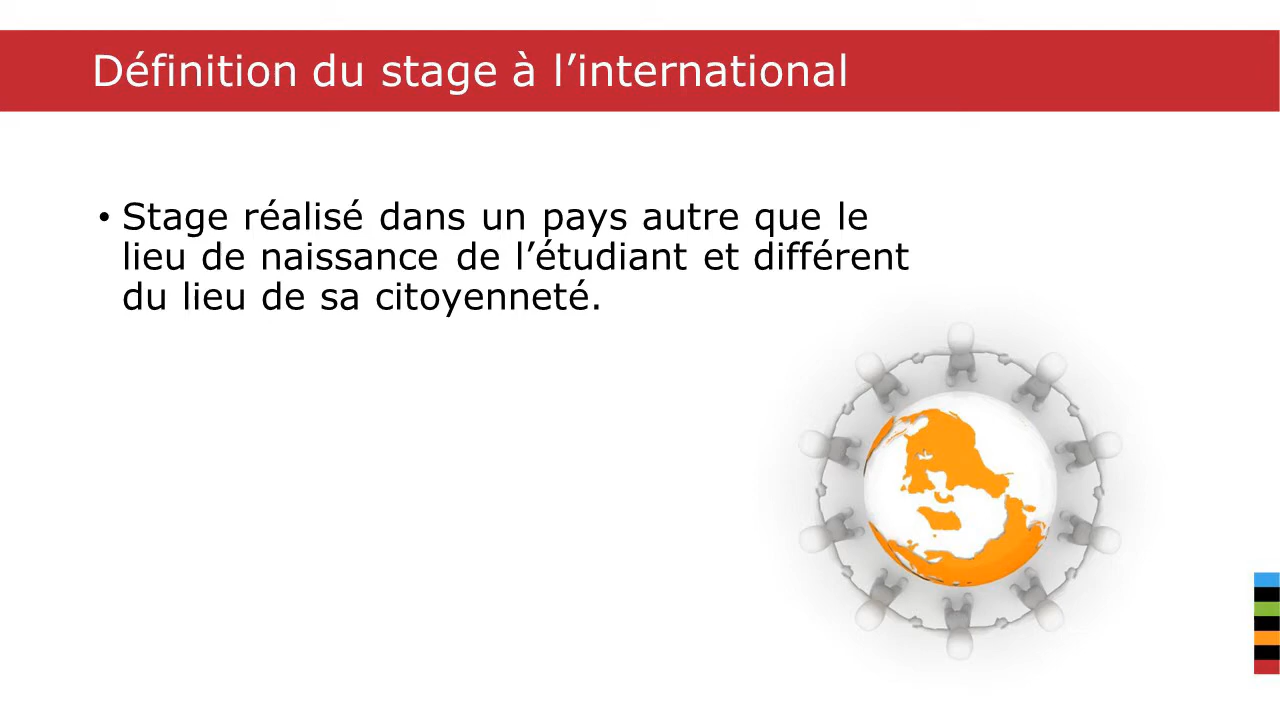 Définition du stage à l’international
• Stage réalisé dans un pays autre que le
lieu de naissance de l’étudiant et différent
du lieu de sa citoyenneté.